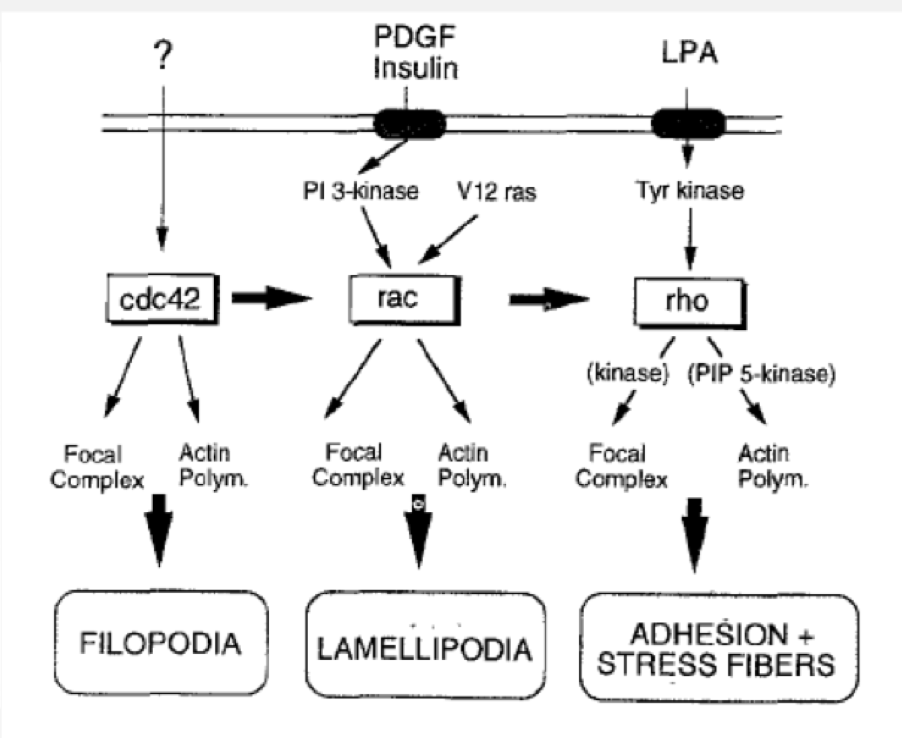 ?
PDGF
Insulin
LPA
PI 3-kinase
V12 ras
Tyr kinase
cdc42
rac
rho
(kinase)
(PIP 5-kinase)
Focal
Complex
Actin
Polym.
Focal
Complex
Actin
Polym.
Focal
Complex
Actin
Polym.
FILOPODIA
LAMELLIPODIA
ADHESION +
STRESS FIBERS